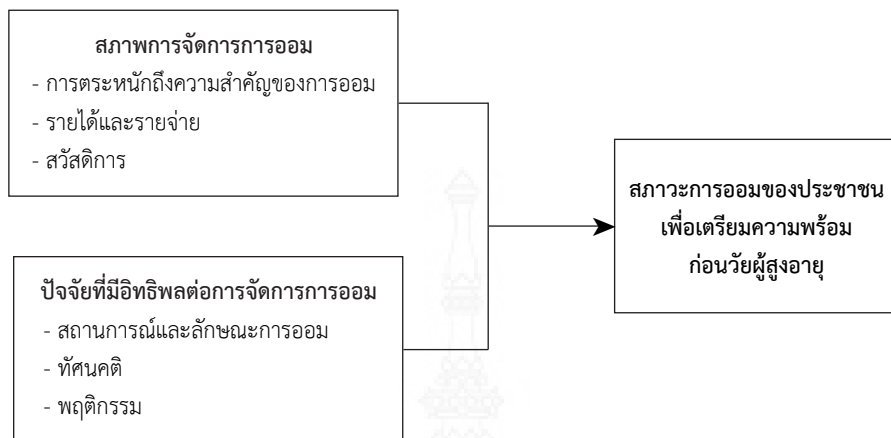 สภาพการจัดการการออม
- การตระหนักถึงความสำคัญของการออม
- รายได้และรายจ่าย
- สวัสดิการ
สภาวะการออมของประชาชน
เพื่อเตรียมความพร้อม
ก่อนวัยผู้สูงอายุ
ปัจจัยที่มีอิทธิพลต่อการจัดการการออม
- สถานการณ์และลักษณะการออม
- ทัศนคติ
- พฤติกรรม